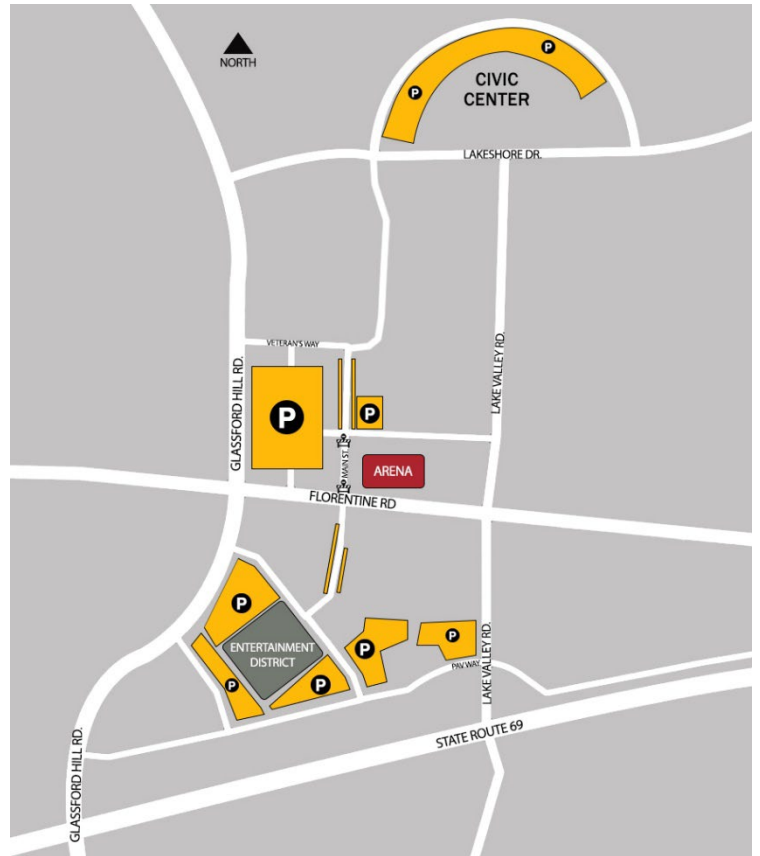 NORTH
P
P
CIVIC
CENTER
LAKESHORE DR.
VETERAN'S WAY
GLASSFORD HILL RD.
LAKE VALLEY RD.
P
P
MAIN ST.
ARENA
FLORENTINE RD
P
ENTERTAINMENT
DISTRICT
P
P
P
P
PAV WAY
LAKE VALLEY RD.
STATE ROUTE 69
GLASSFORD HILL RD.